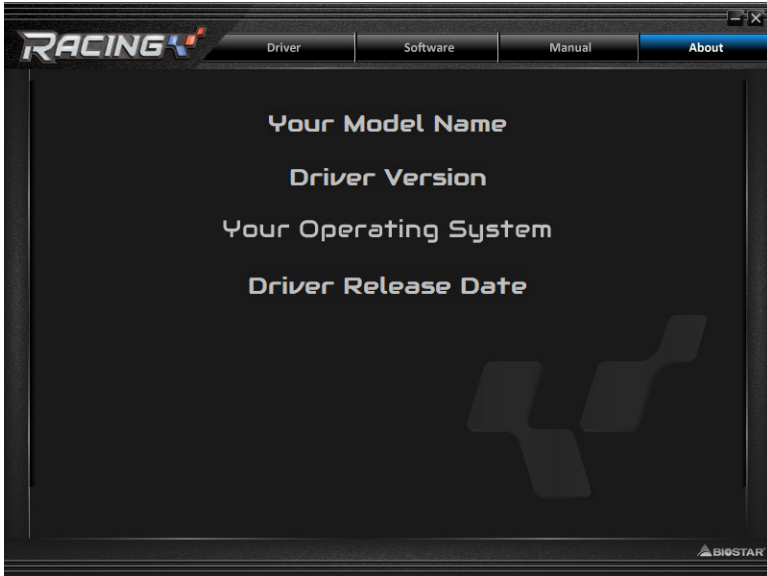 RACING
Driver Software Manual About
Your Model Name
Driver Version
Your Operating System
Driver Release Date
BIOSTAR